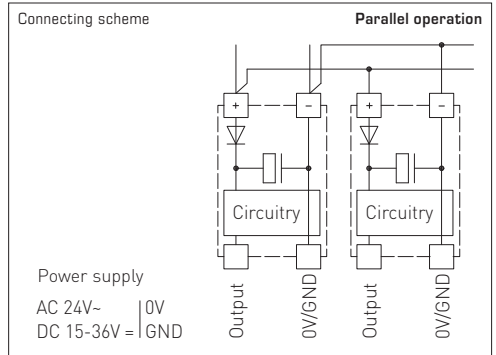 Connecting scheme
Parallel operation
+ − + −
Circuitry Circuitry
Power supply
AC 24V~ 0V
DC 15-36V = GND
Output
0V/GND
Output
0V/GND